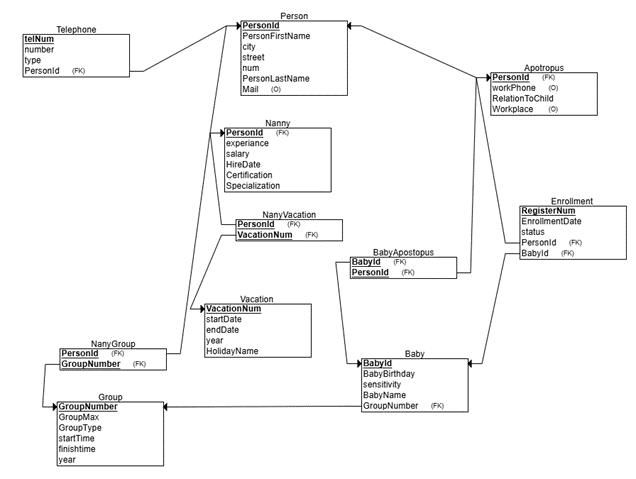 Person
PersonId
PersonFirstName
city
street
num
PersonLastName
Mail (O)
Telephone
telNum
number
type
PersonId (FK)
Apotropus
PersonId (FK)
workPhone (O)
RelationToChild
Workplace (O)
Nanny
PersonId (FK)
experiance
salary
HireDate
Certification
Specialization
NanyVacation
PersonId (FK)
VacationNum (FK)
Enrollment
RegisterNum
EnrollmentDate
status
PersonId (FK)
BabyId (FK)
BabyApostopus
BabyId (FK)
PersonId (FK)
Vacation
VacationNum
startDate
endDate
year
HolidayName
NanyGroup
PersonId (FK)
GroupNumber (FK)
Baby
BabyId
BabyBirthday
sensitivity
BabyName
GroupNumber (FK)
Group
GroupNumber
GroupMax
GroupType
startTime
finishtime
year